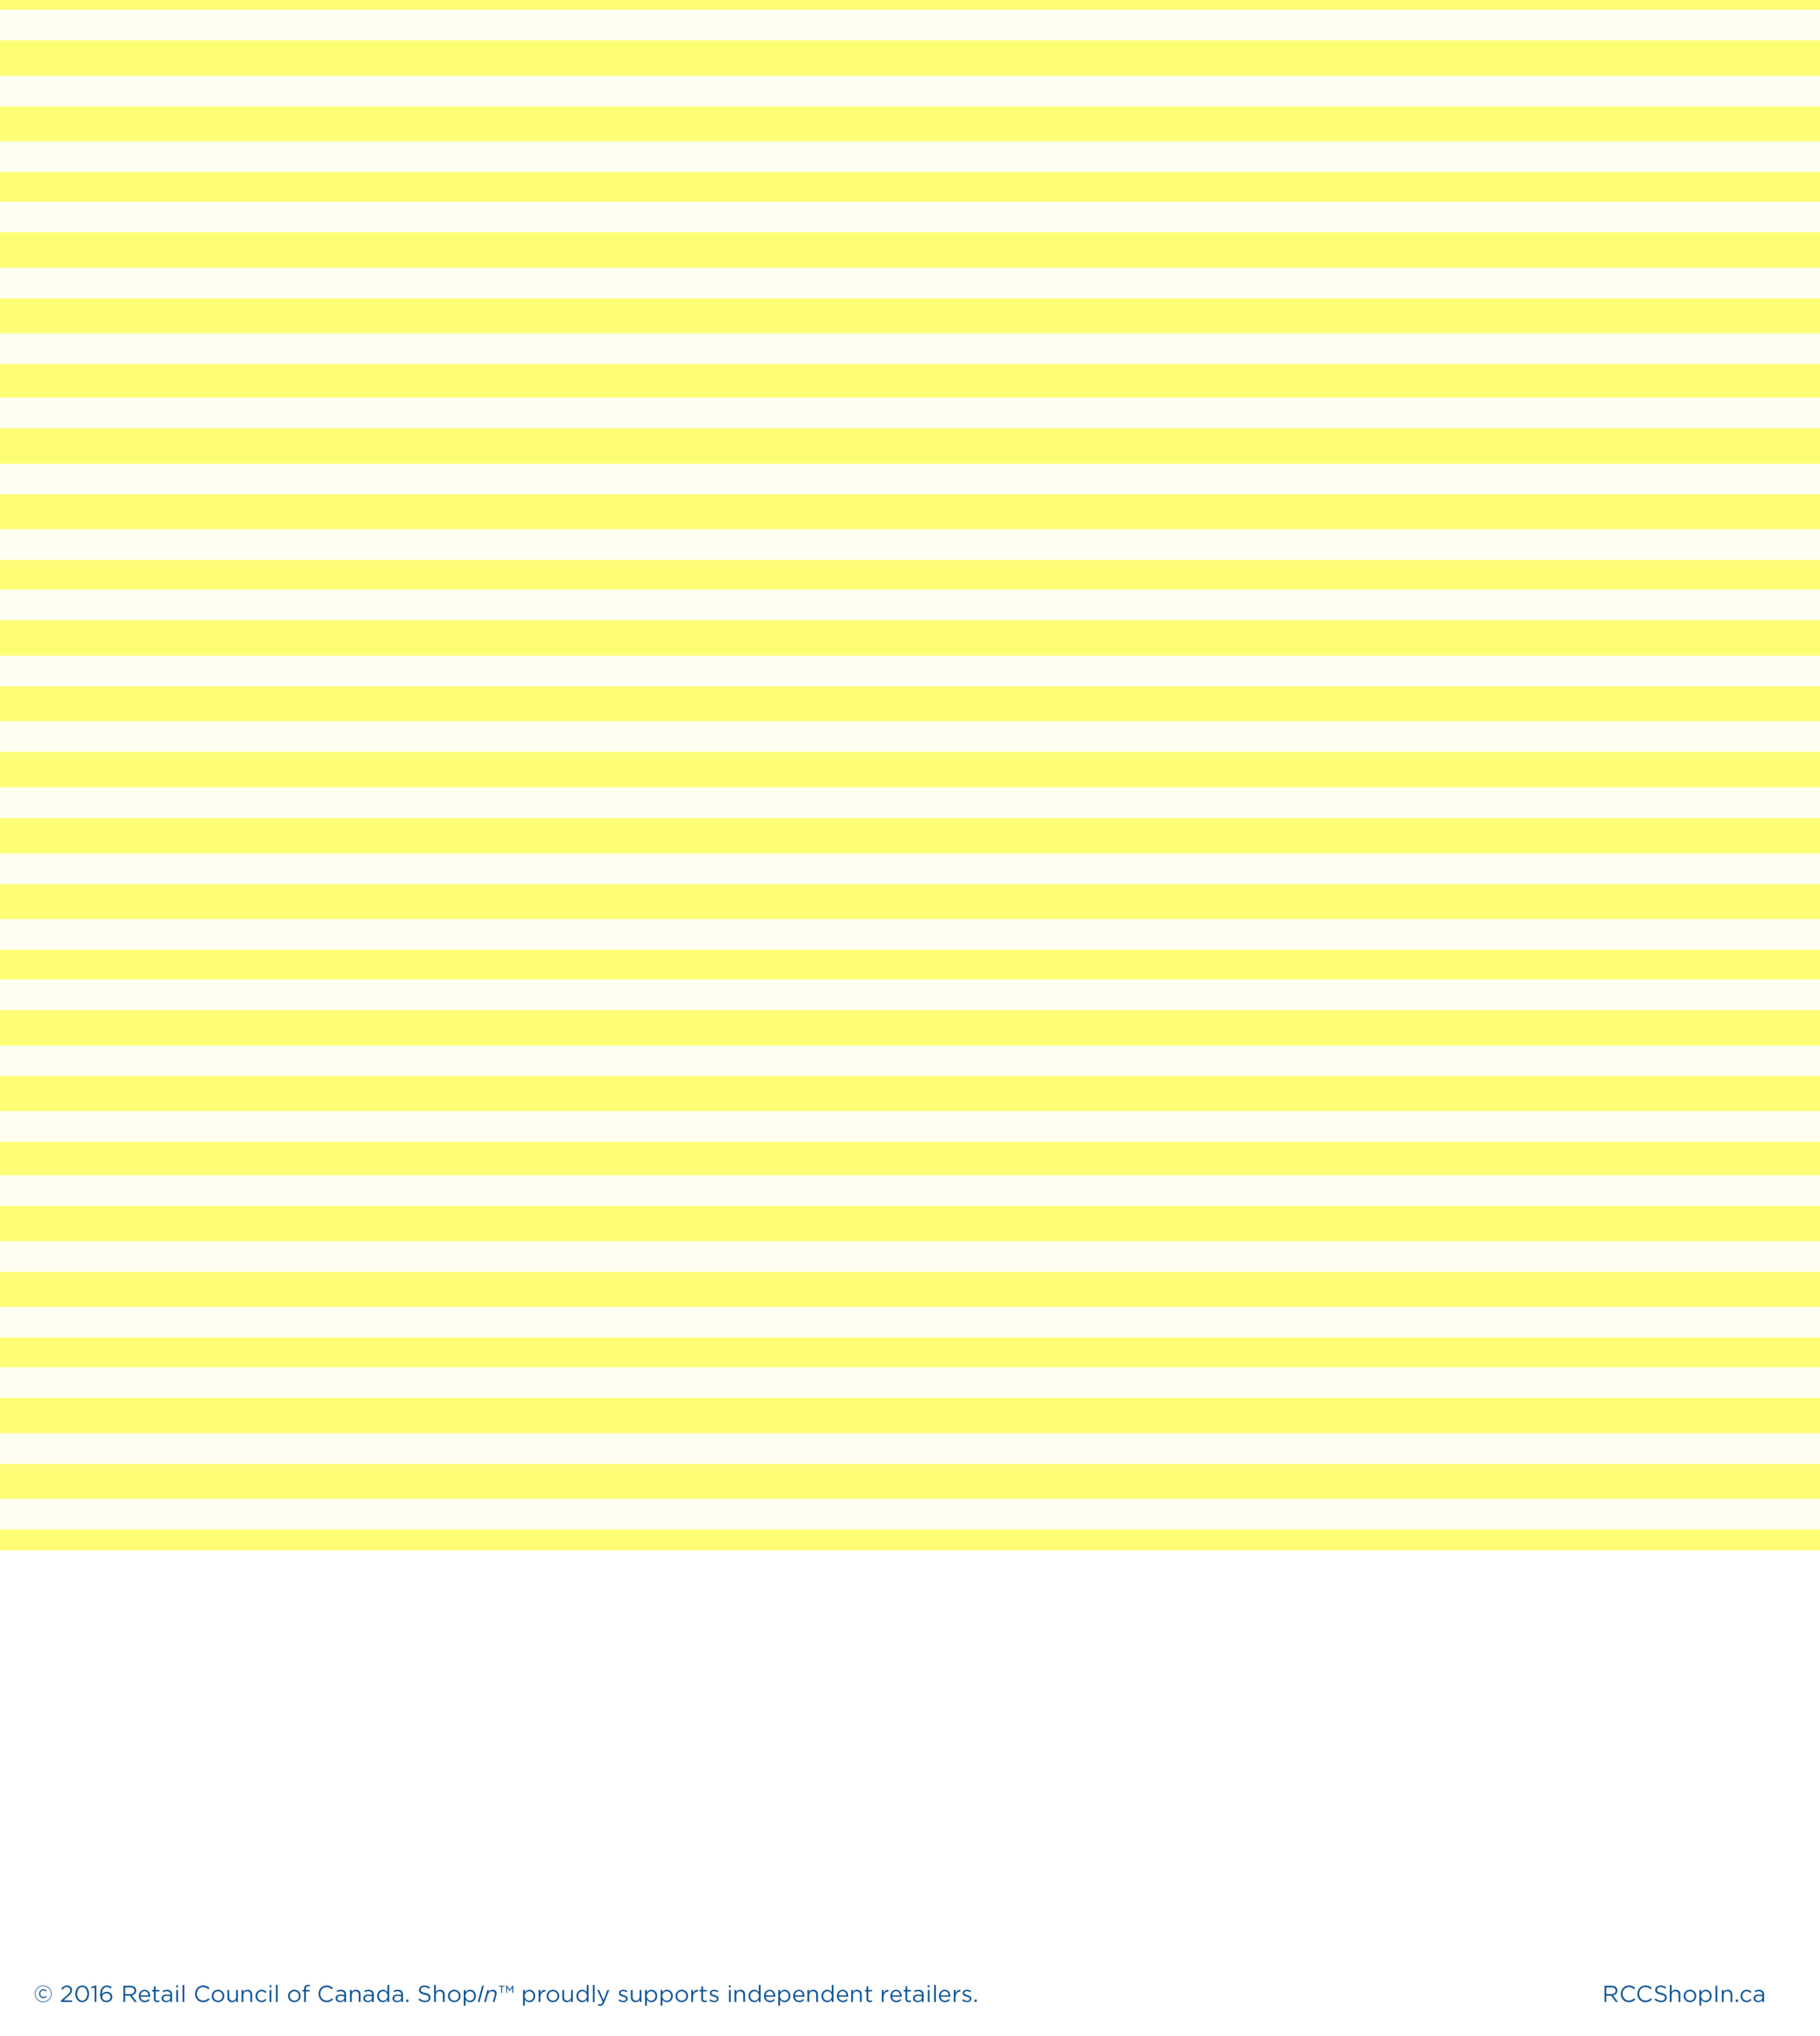 © 2016 Retail Council of Canada. ShopIn™ proudly supports independent retailers. RCCShopIn.ca